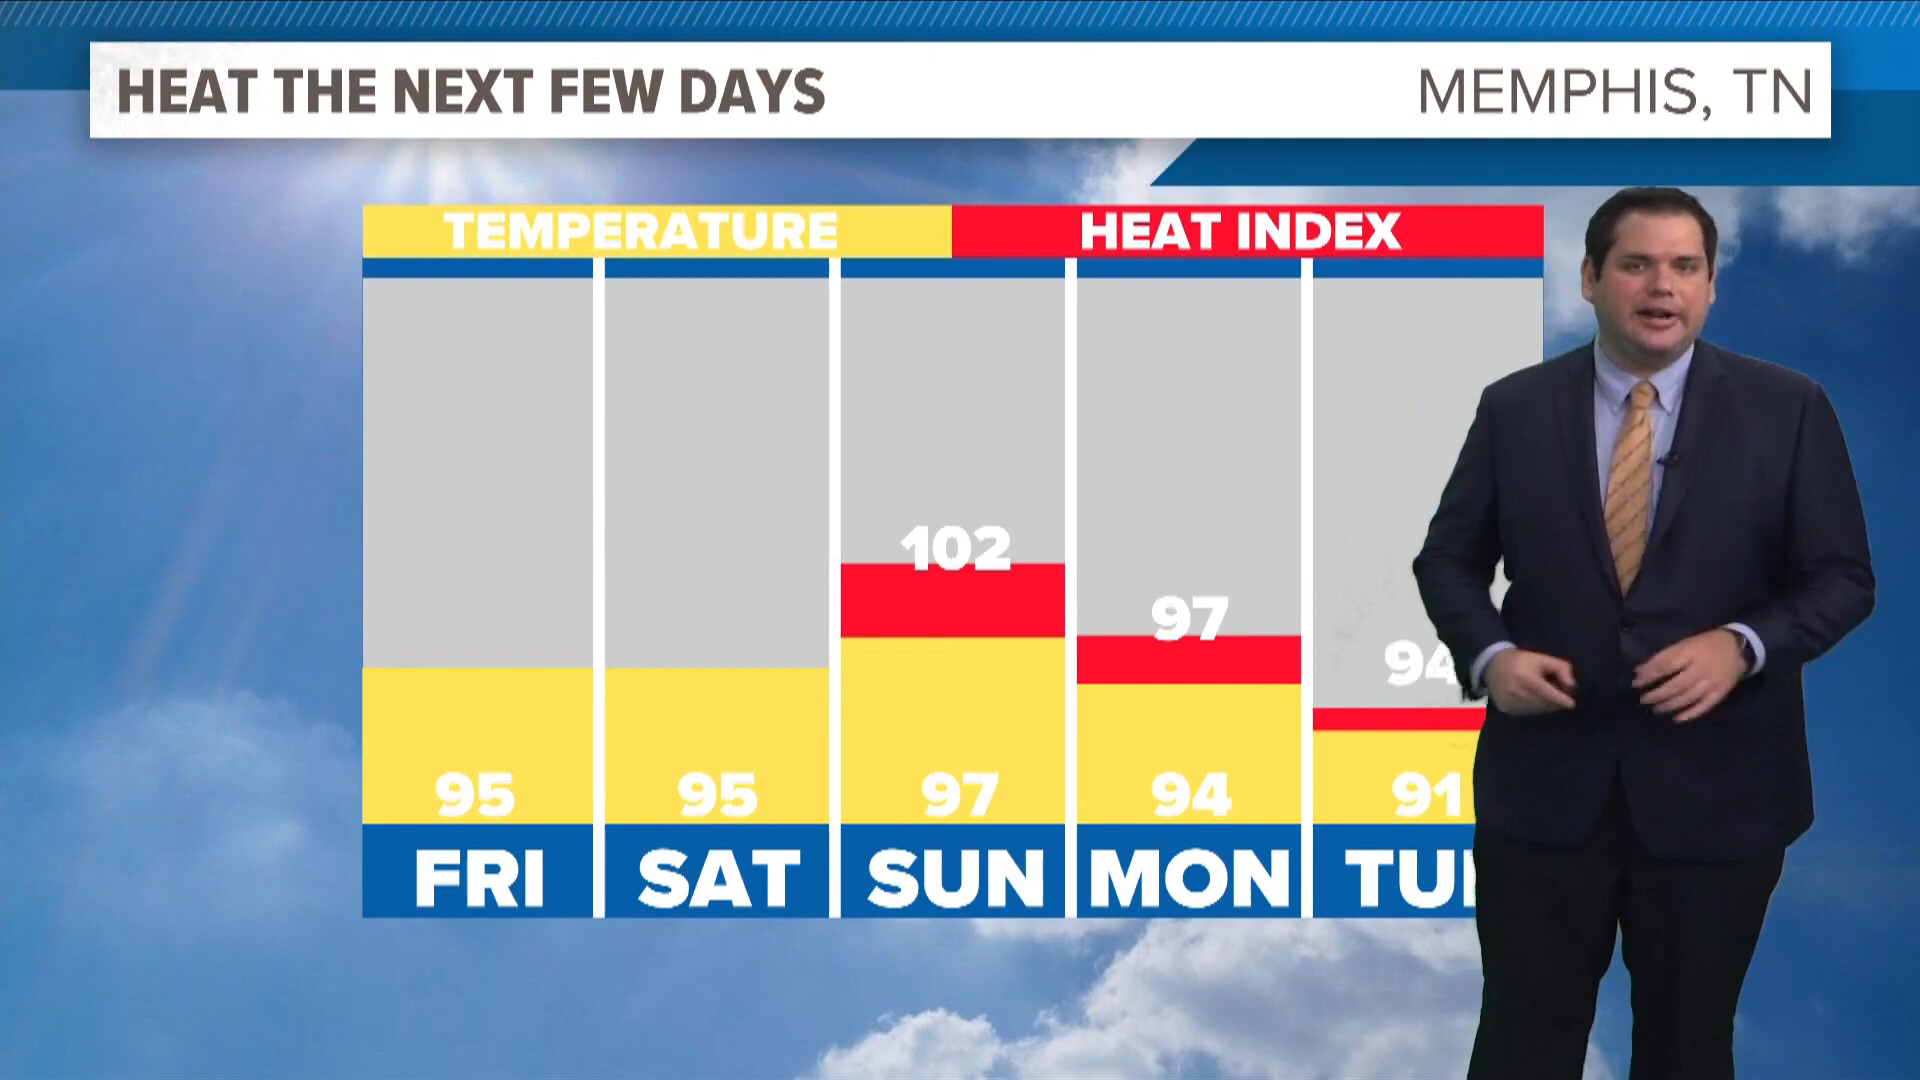 HEAT THE NEXT FEW DAYS
MEMPHIS, TN
TEMPERATURE HEAT INDEX
102
97
94
95 95 97 94 91
FRI SAT SUN MON